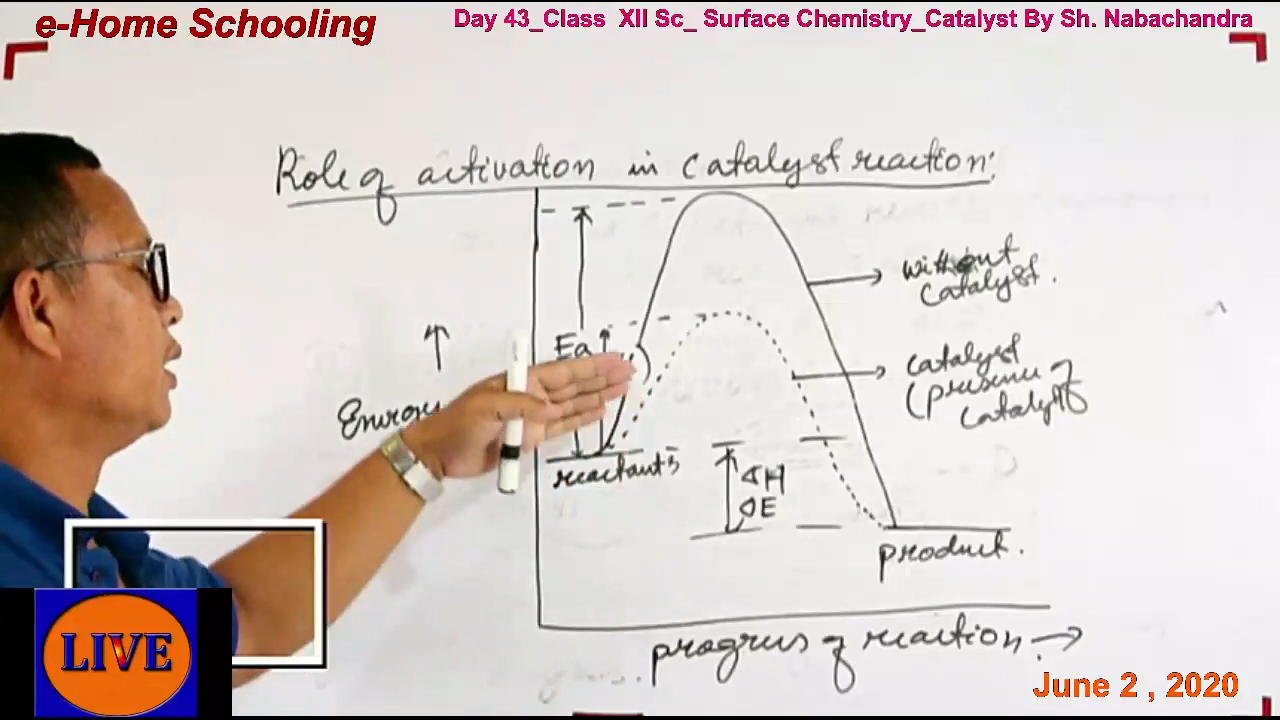 e-Home Schooling
Day 43_Class XII Sc_ Surface Chemistry_Catalyst By Sh. Nabachandra
Role of activation in catalyst reaction:
without
catalyst.
Ea
catalyst
(presence of
catalyst
Energy
reactants
ΔH
ΔE
product.
progress of reaction →
LIVE
June 2 , 2020